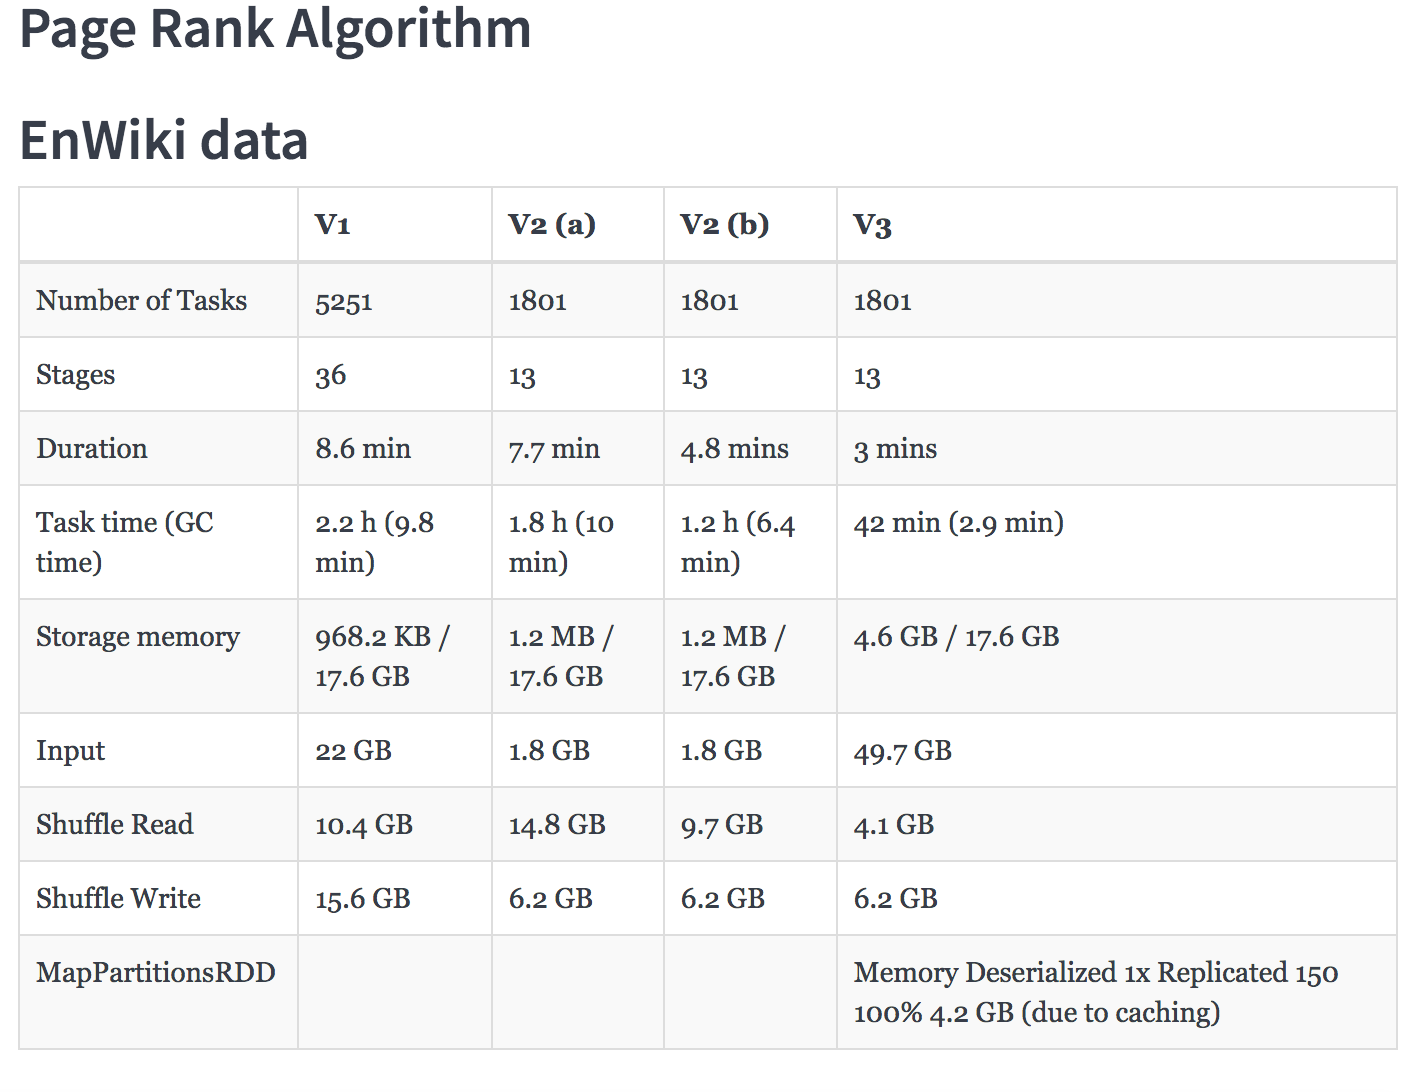 Page Rank Algorithm
EnWiki data
V1 V2 (a) V2 (b) V3
Number of Tasks 5251 1801 1801 1801
Stages 36 13 13 13
Duration 8.6 min 7.7 min 4.8 mins 3 mins
Task time (GC 2.2 h (9.8 1.8 h (10 1.2 h (6.4 42 min (2.9 min)
time) min) min) min)
Storage memory 968.2 KB / 1.2 MB / 1.2 MB / 4.6 GB / 17.6 GB
17.6 GB 17.6 GB 17.6 GB
Input 22 GB 1.8 GB 1.8 GB 49.7 GB
Shuffle Read 10.4 GB 14.8 GB 9.7 GB 4.1 GB
Shuffle Write 15.6 GB 6.2 GB 6.2 GB 6.2 GB
MapPartitionsRDD Memory Deserialized 1x Replicated 150
100% 4.2 GB (due to caching)